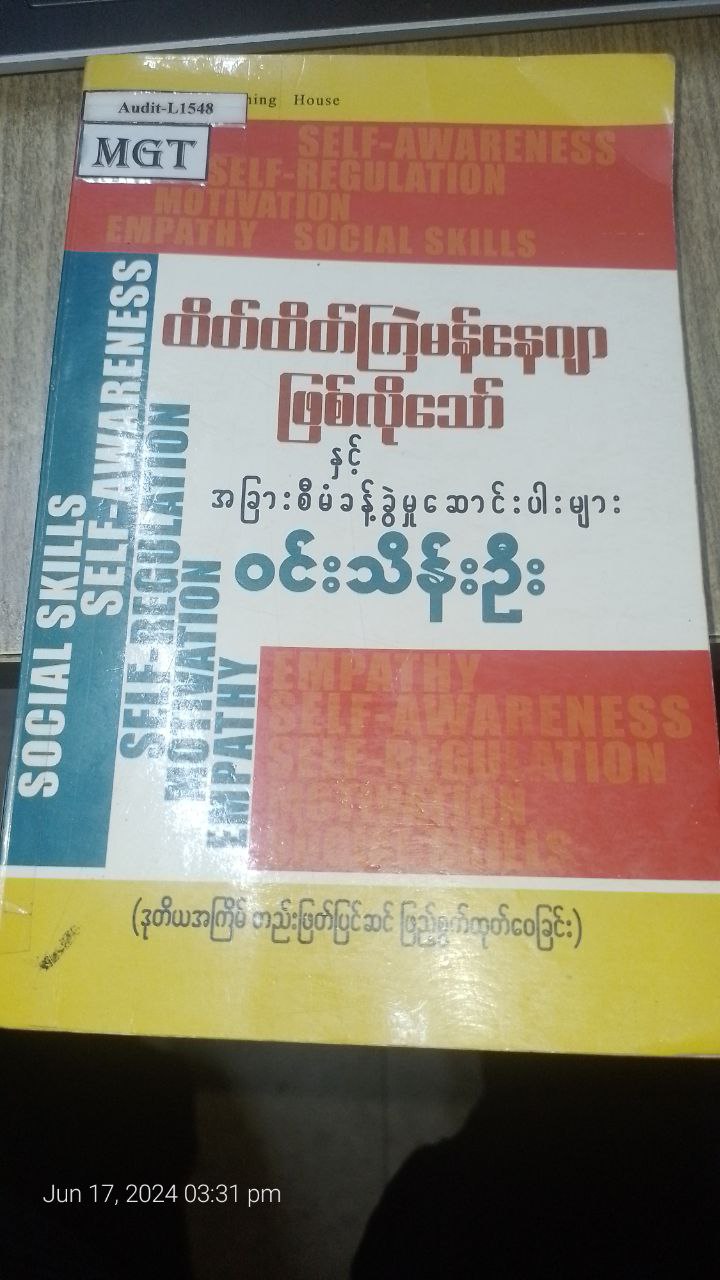 Audit-L1548
House
MGT
SELF-AWARENESS
SELF-REGULATION
MOTIVATION
EMPATHY SOCIAL SKILLS
ထိတ်ထိတ်ကြဲမန်နေဂျာ
ဖြစ်လိုသော်
နှင့်
အခြားစီမံခန့်ခွဲမှုဆောင်းပါးများ
ဝင်းသိန်းဦး
SOCIAL SKILLS
SELF-AWARENESS
SELF-REGULATION
MOTIVATION
EMPATHY
EMPATHY
SELF-AWARENESS
SELF-REGULATION
MOTIVATION
SOCIAL SKILLS
(ဒုတိယအကြိမ် တည်းဖြတ်ပြင်ဆင် ဖြည့်စွက်ထုတ်ဝေခြင်း)
Jun 17, 2024 03:31 pm